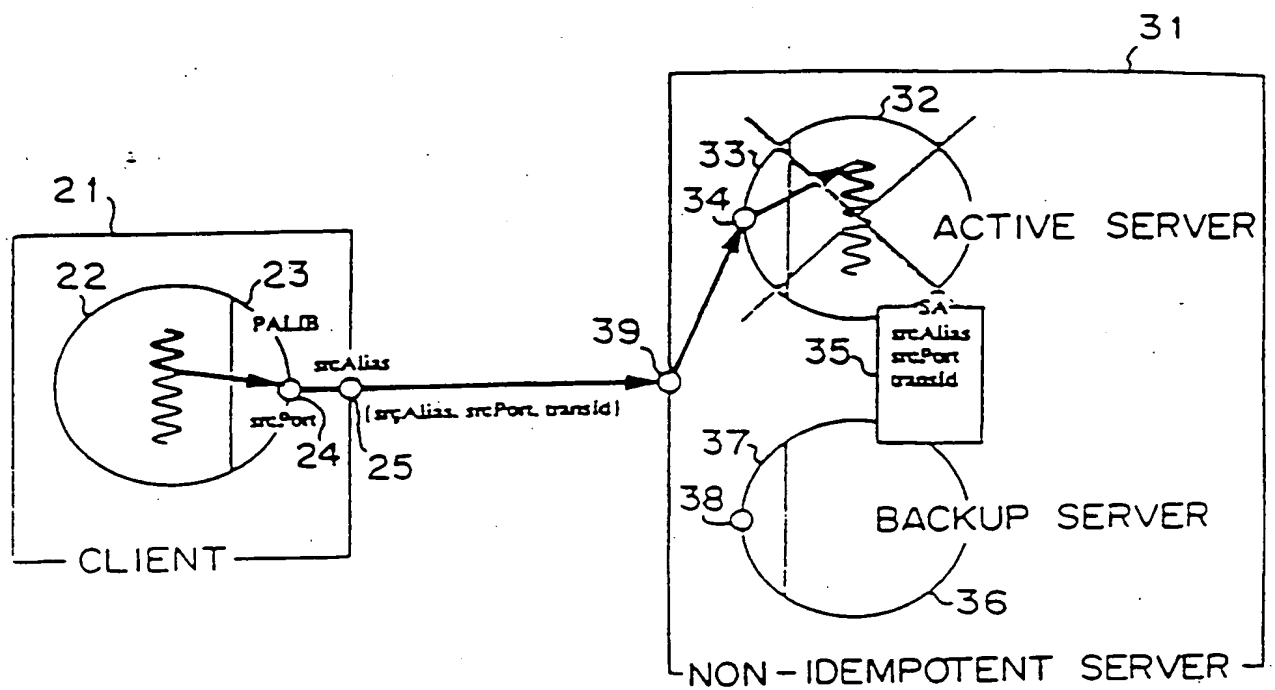 31
32
33
34
ACTIVE SERVER
21
22
23
PALIB
srcAlias
39
35
SA
srcAlias
srcPort
transid
srcPort
(srcAlias, srcPort, transid)
24
25
37
38
BACKUP SERVER
36
CLIENT
NON-IDEMPOTENT SERVER